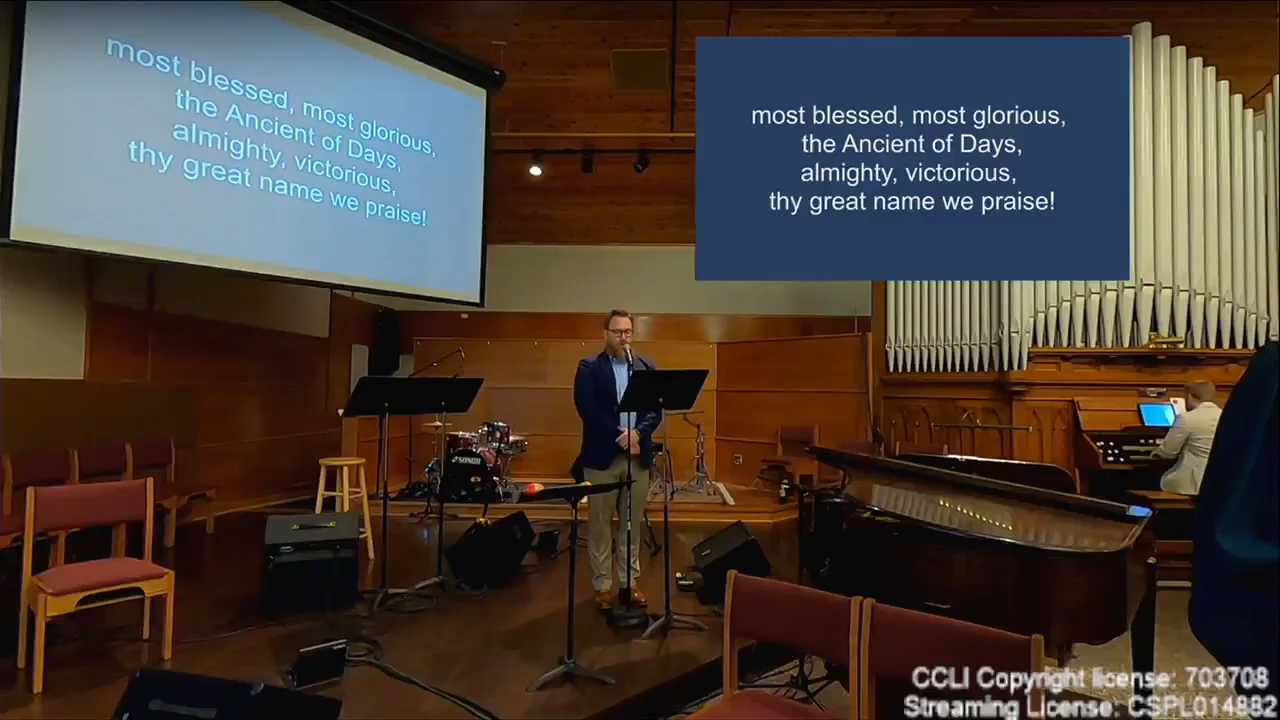 most blessed, most glorious,
the Ancient of Days,
almighty, victorious,
thy great name we praise!
most blessed, most glorious,
the Ancient of Days,
almighty, victorious,
thy great name we praise!
SONOR
CCLI Copyright license: 703708
Streaming License: CSPL014882